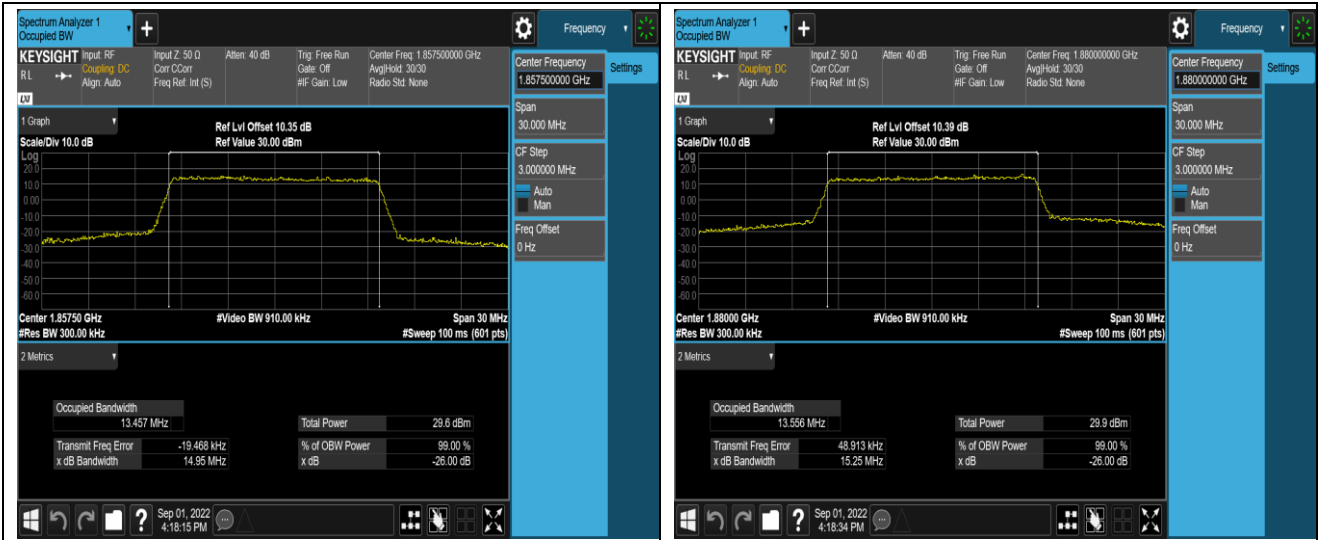 Spectrum Analyzer 1
Occupied BW
+
Frequency
KEYSIGHT Input: RF
Coupling: DC
Align: Auto
Input Z: 50 Ω
Corr CCorr
Freq Ref: Int (S)
Atten: 40 dB
Trig: Free Run
Gate: Off
#IF Gain: Low
Center Freq: 1.857500000 GHz
Avg|Hold: 30/30
Radio Std: None
RL
LXI
Center Frequency
1.857500000 GHz
Settings
Span
30.000 MHz
CF Step
3.000000 MHz
Auto
Man
Freq Offset
0 Hz
1 Graph
Scale/Div 10.0 dB
Ref Lvl Offset 10.35 dB
Ref Value 30.00 dBm
Log
20.0
10.0
0.00
-10.0
-20.0
-30.0
-40.0
-50.0
-60.0
Center 1.85750 GHz
#Video BW 910.00 kHz
Span 30 MHz
#Res BW 300.00 kHz
#Sweep 100 ms (601 pts)
2 Metrics
Occupied Bandwidth
13.457 MHz
Total Power 29.6 dBm
Transmit Freq Error -19.468 kHz
% of OBW Power 99.00 %
x dB Bandwidth 14.95 MHz
x dB -26.00 dB
?
Sep 01, 2022
4:18:15 PM
Spectrum Analyzer 1
Occupied BW
+
Frequency
KEYSIGHT Input: RF
Coupling: DC
Align: Auto
Input Z: 50 Ω
Corr CCorr
Freq Ref: Int (S)
Atten: 40 dB
Trig: Free Run
Gate: Off
#IF Gain: Low
Center Freq: 1.880000000 GHz
Avg|Hold: 30/30
Radio Std: None
RL
LXI
Center Frequency
1.880000000 GHz
Settings
Span
30.000 MHz
CF Step
3.000000 MHz
Auto
Man
Freq Offset
0 Hz
1 Graph
Scale/Div 10.0 dB
Ref Lvl Offset 10.39 dB
Ref Value 30.00 dBm
Log
20.0
10.0
0.00
-10.0
-20.0
-30.0
-40.0
-50.0
-60.0
Center 1.88000 GHz
#Video BW 910.00 kHz
Span 30 MHz
#Res BW 300.00 kHz
#Sweep 100 ms (601 pts)
2 Metrics
Occupied Bandwidth
13.556 MHz
Total Power 29.9 dBm
Transmit Freq Error 48.913 kHz
% of OBW Power 99.00 %
x dB Bandwidth 15.25 MHz
x dB -26.00 dB
?
Sep 01, 2022
4:18:34 PM